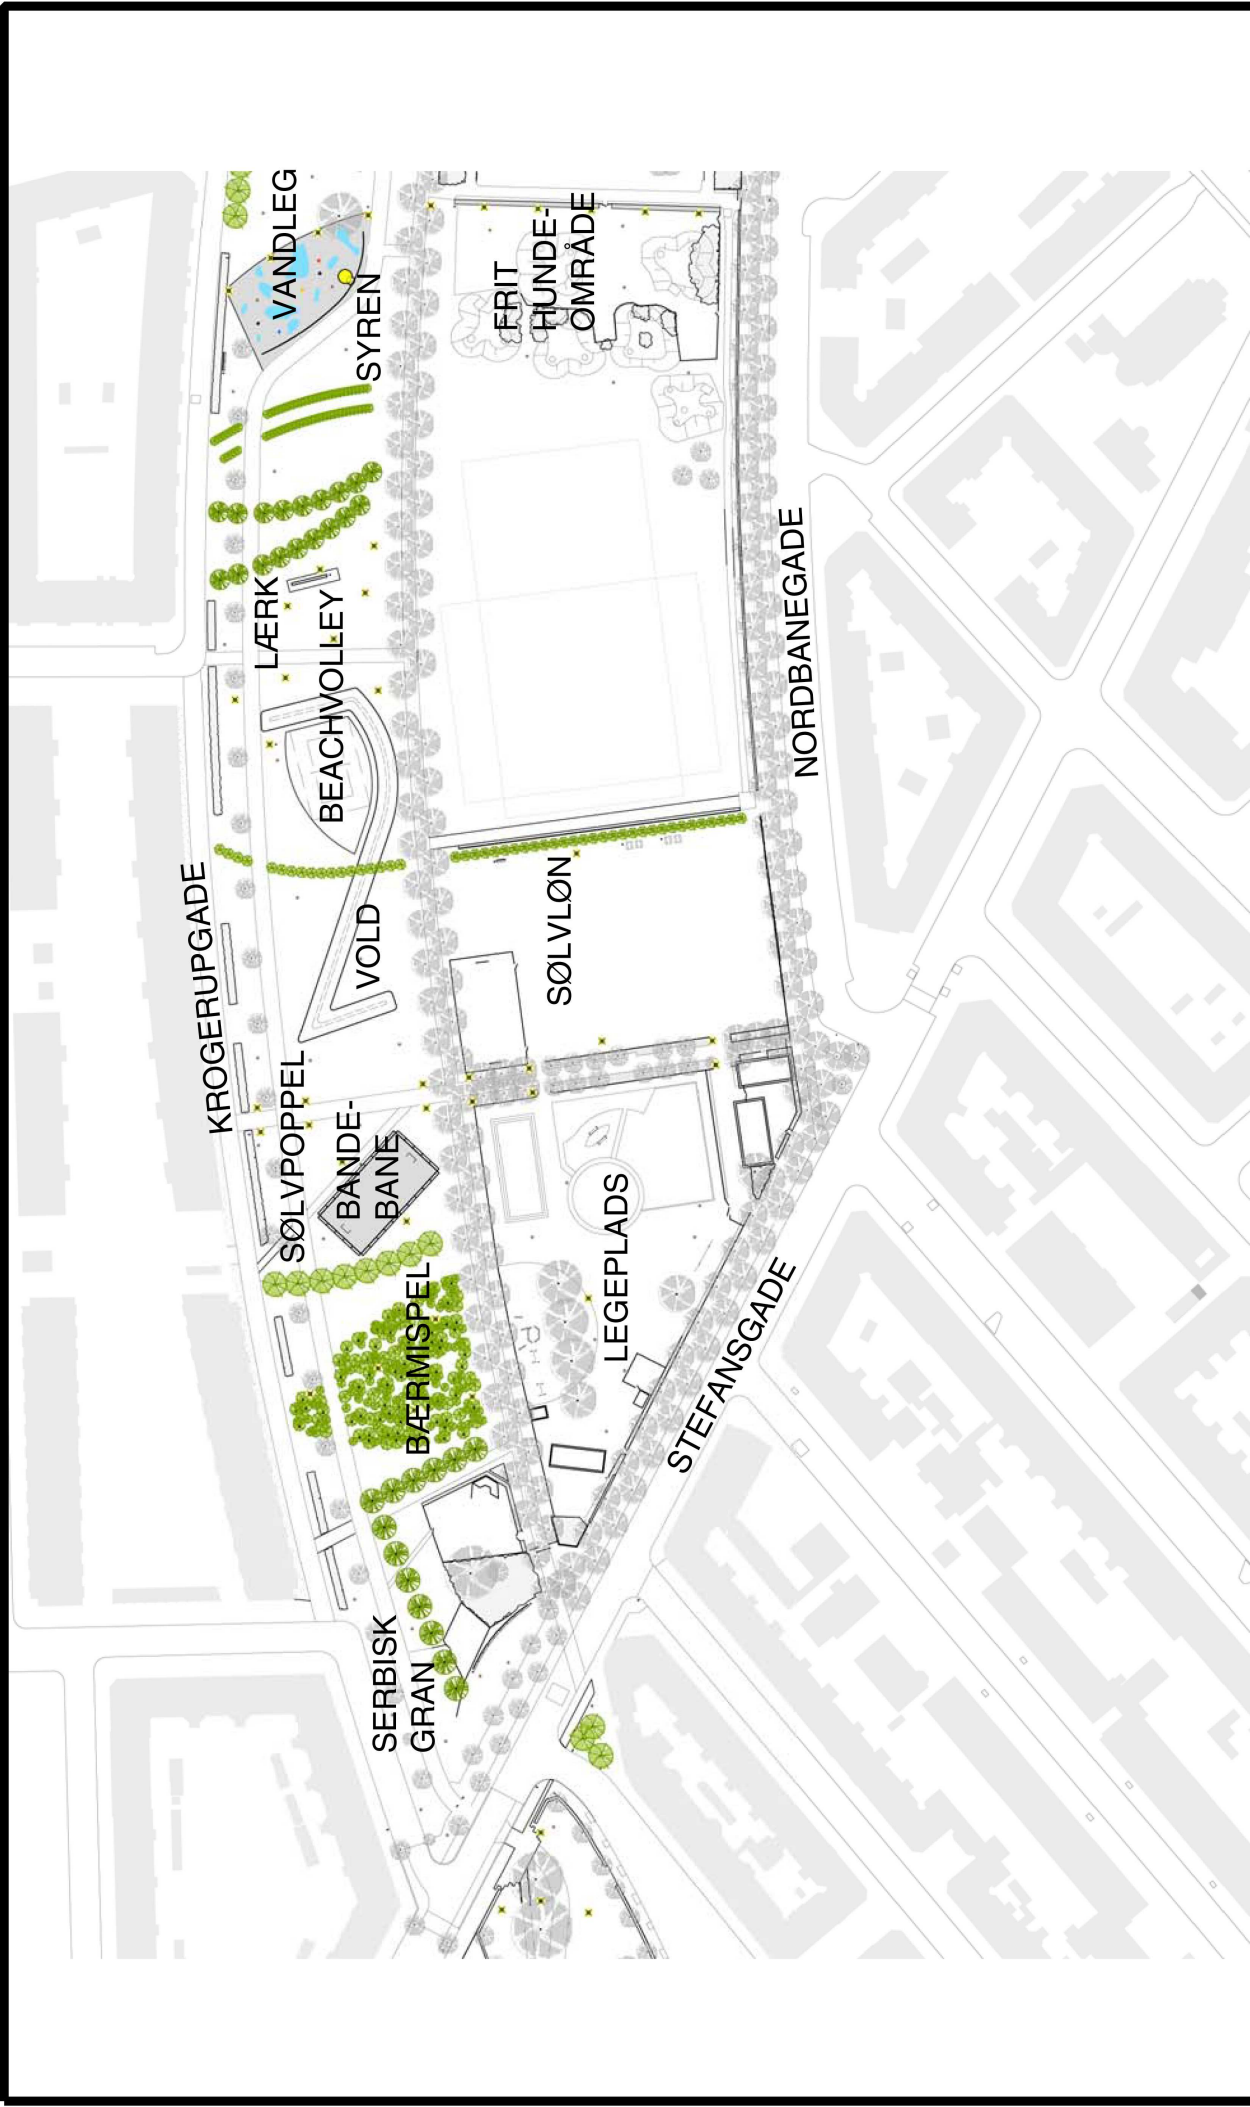 KROGERUPGADE
VANDLEG
SYREN
LÆRK
BEACHVOLLEY
VOLD
SØLVPOPPEL
BANDE-
BANE
BÆRMISPEL
SERBISK
GRAN
FRIT
HUNDE-
OMRÅDE
SØLVLØN
LEGEPLADS
NORDBANEGADE
STEFANSGADE